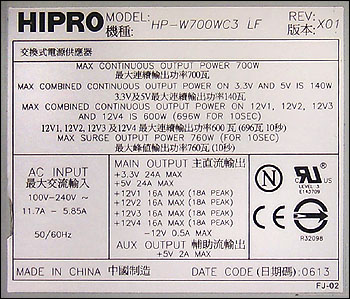 HIPRO MODEL: HP-W700WC3 LF REV: X01
機種: 版本:
交換式電源供應器
MAX CONTINUOUS OUTPUT POWER 700W
最大連續輸出功率700瓦
MAX COMBINED CONTINUOUS OUTPUT POWER ON 3.3V AND 5V IS 140W
3.3V及5V最大連續輸出功率140瓦
MAX COMBINED CONTINUOUS OUTPUT POWER ON 12V1, 12V2, 12V3
AND 12V4 IS 600W (696W FOR 10SEC)
12V1, 12V2, 12V3 及12V4 最大連續輸出功率600 瓦 (696瓦 10秒)
MAX SURGE OUTPUT POWER 760W (FOR 10SEC)
最大輸出功率760瓦 (10秒)
AC INPUT
最大交流輸入
100V-240V ~
11.7A - 5.85A
50/60Hz
MAIN OUTPUT 主直流輸出
+3.3V 24A MAX
+5V 24A MAX
+12V1 16A MAX (18A PEAK)
+12V2 16A MAX (18A PEAK)
+12V3 16A MAX (18A PEAK)
+12V4 16A MAX (18A PEAK)
-12V 0.5A MAX
AUX OUTPUT 輔助流輸出
+5V 2A MAX
N
c RU US
LEVEL 3
E143709
CE
R32098
MADE IN CHINA 中國制造 DATE CODE (日期碼):0613
FJ-02